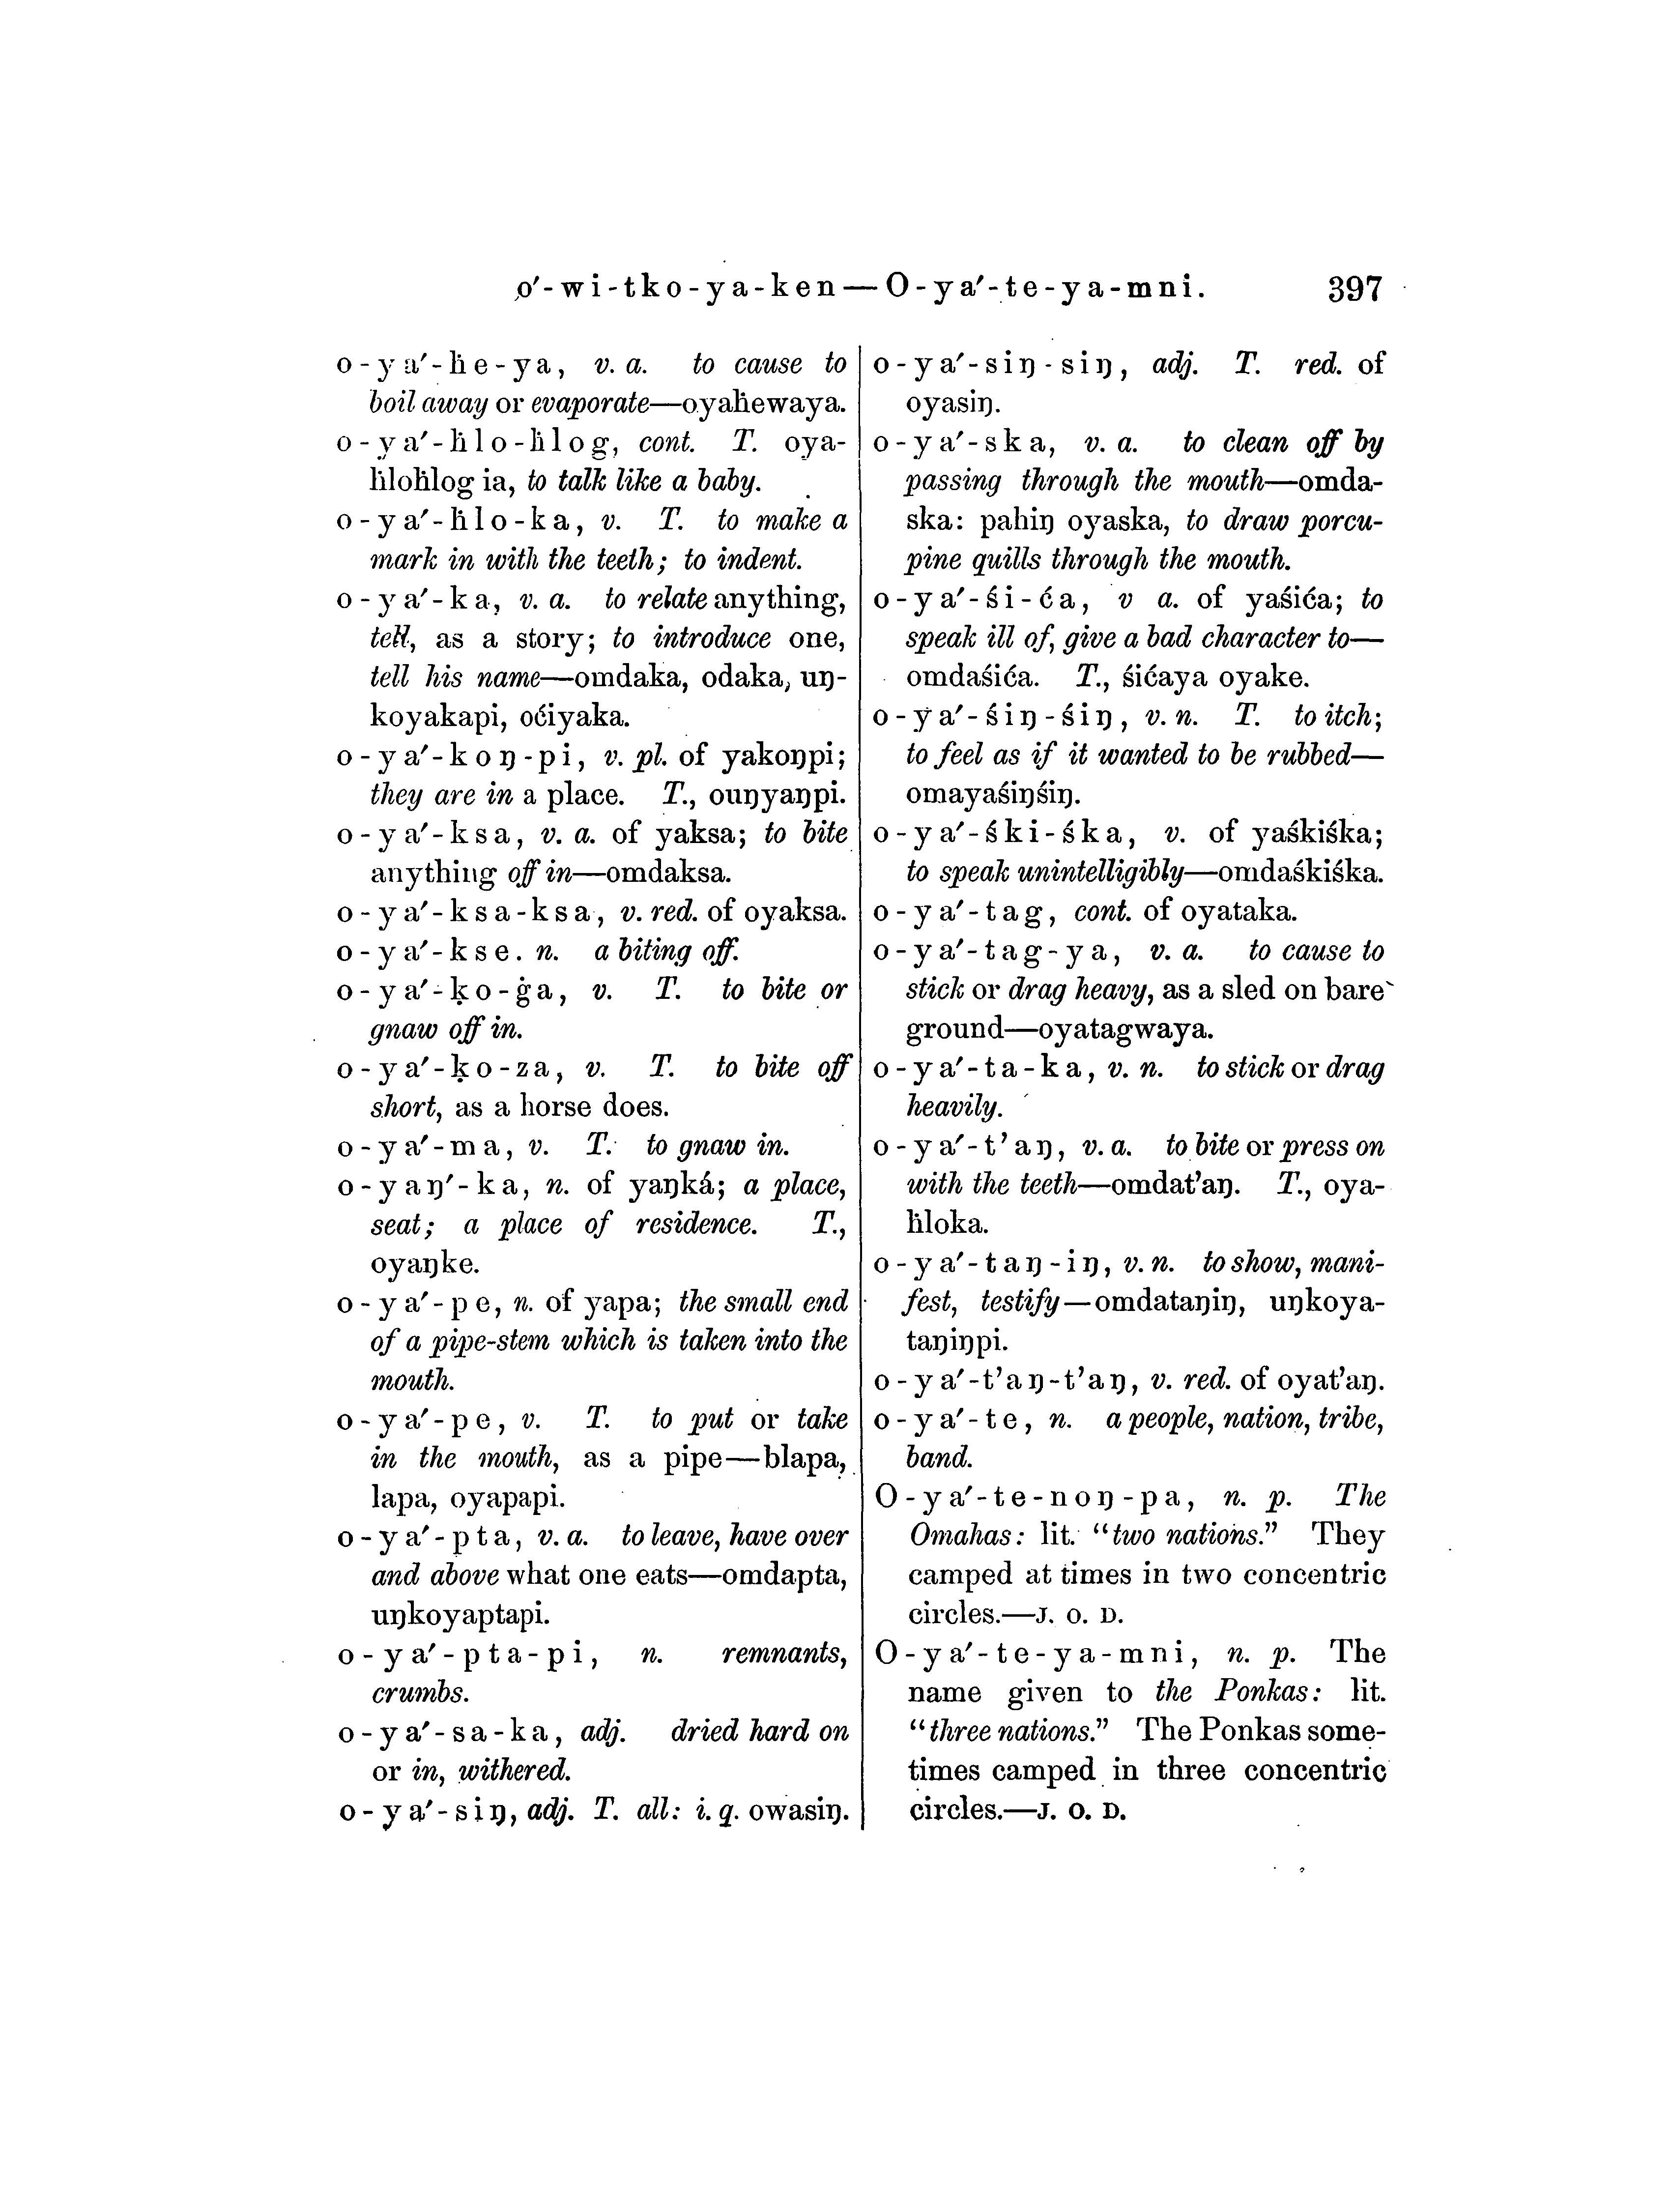 o′-wi-tko-ya-ken—O-ya′-te-ya-mni. 397
o-ya′-ḣe-ya, v. a. to cause to
boil away or evaporate—oyaḣewaya.
o-ya′-ḣlo-ḣlog, cont. T. oya-
ḣloḣlog ia, to talk like a baby.
o-ya′-ḣlo-ka, v. T. to make a
mark in with the teeth; to indent.
o-ya′-ka, v. a. to relate anything,
tell, as a story; to introduce one,
tell his name—omdaka, odaka, uŋ-
koyakapi, oćiyaka.
o-ya′-koŋ-pi, v. pl. of yakoŋpi;
they are in a place. T., ouŋyaŋpi.
o-ya′-ksa, v. a. of yaksa; to bite
anything off in—omdaksa.
o-ya′-ksa-ksa, v. red. of oyaksa.
o-ya′-kse. n. a biting off.
o-ya′-ḳo-ġa, v. T. to bite or
gnaw off in.
o-ya′-ḳo-za, v. T. to bite off
short, as a horse does.
o-ya′-ma, v. T. to gnaw in.
o-yaŋ′-ka, n. of yaŋká; a place,
seat; a place of residence. T.,
oyaŋke.
o-ya′-pe, n. of yapa; the small end
of a pipe-stem which is taken into the
mouth.
o-ya′-pe, v. T. to put or take
in the mouth, as a pipe—blapa,
lapa, oyapapi.
o-ya′-pta, v. a. to leave, have over
and above what one eats—omdapta,
uŋkoyaptapi.
o-ya′-pta-pi, n. remnants,
crumbs.
o-ya′-sa-ka, adj. dried hard on
or in, withered.
o-ya′-siŋ, adj. T. all: i. q. owasiŋ.
o-ya′-siŋ-siŋ, adj. T. red. of
oyasiŋ.
o-ya′-ska, v. a. to clean off by
passing through the mouth—omda-
ska: pahiŋ oyaska, to draw porcu-
pine quills through the mouth.
o-ya′-śi-ća, v a. of yaśića; to
speak ill of, give a bad character to—
omdaśića. T., śićaya oyake.
o-ya′-śiŋ-śiŋ, v. n. T. to itch;
to feel as if it wanted to be rubbed—
omayaśiŋśiŋ.
o-ya′-śki-śka, v. of yaśkiśka;
to speak unintelligibly—omdaśkiśka.
o-ya′-tag, cont. of oyataka.
o-ya′-tag-ya, v. a. to cause to
stick or drag heavy, as a sled on bare
ground—oyatagwaya.
o-ya′-ta-ka, v. n. to stick or drag
heavily.
o-ya′-t’aŋ, v. a. to bite or press on
with the teeth—omdat’aŋ. T., oya-
ḣloka.
o-ya′-taŋ-iŋ, v. n. to show, mani-
fest, testify—omdataŋiŋ, uŋkoya-
taŋiŋpi.
o-ya′-t’aŋ-t’aŋ, v. red. of oyat’aŋ.
o-ya′-te, n. a people, nation, tribe,
band.
O-ya′-te-noŋ-pa, n. p. The
Omahas: lit. “two nations.” They
camped at times in two concentric
circles.—J. O. D.
O-ya′-te-ya-mni, n. p. The
name given to the Ponkas: lit.
“three nations.” The Ponkas some-
times camped in three concentric
circles.—J. O. D.